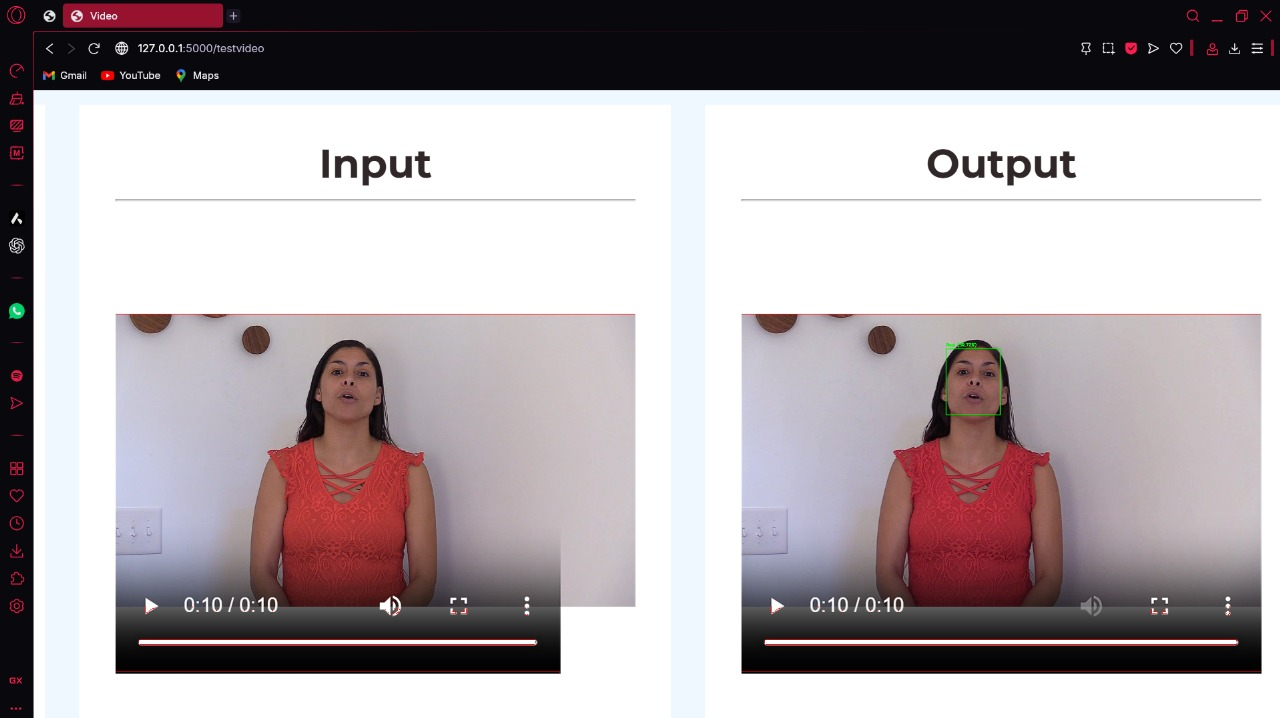 Video
127.0.0.1:5000/testvideo
Gmail
YouTube
Maps
M
Input
Output
0:10 / 0:10
0:10 / 0:10
GX